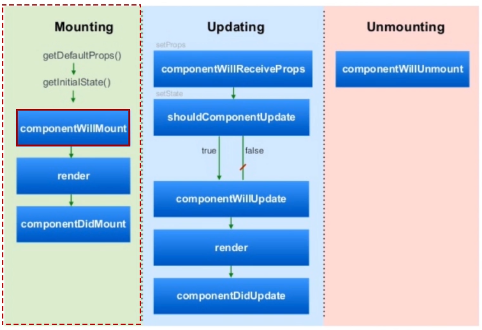 Mounting
getDefaultProps()
getInitialState()
componentWillMount
render
componentDidMount
Updating
setProps
componentWillReceiveProps
setState
shouldComponentUpdate
true
false
componentWillUpdate
render
componentDidUpdate
Unmounting
componentWillUnmount